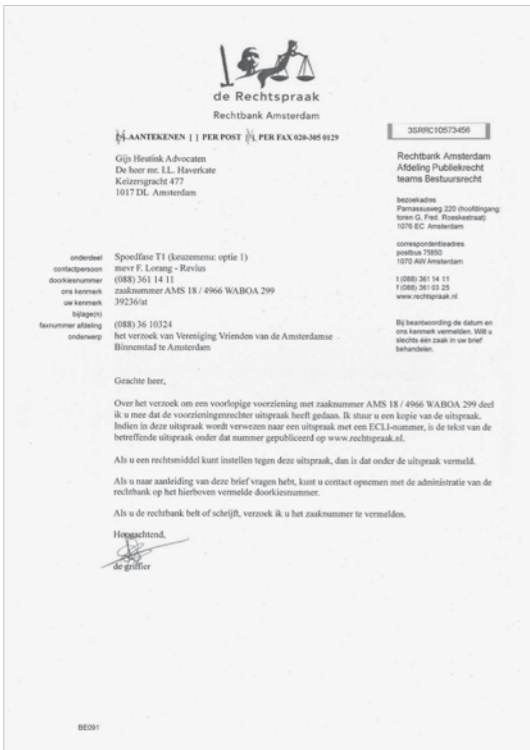 de Rechtspraak
Rechtbank Amsterdam
AANTEKENEN | | PER POST PER FAX 020-305 0129
3SRRC10573456
Gijs Heutink Advocaten
De heer mr. I.L. Haverkate
Keizersgracht 477
1017 DL Amsterdam
Rechtbank Amsterdam
Afdeling Publiekrecht
teams Bestuursrecht
bezoekadres
Parnassusweg 220 (hoofdingang:
toren G, Fred. Roeskestraat)
1076 EC Amsterdam
correspondentieadres
postbus 75850
1070 AW Amsterdam
t (088) 361 14 11
f (088) 361 03 25
www.rechtspraak.nl
Bij beantwoording de datum en
ons kenmerk vermelden. Wilt u
slechts één zaak in uw brief
behandelen.
onderdeel Spoedfase T1 (keuzemenu: optie 1)
contactpersoon mevr F. Lorang - Revius
doorkiesnummer (088) 361 14 11
ons kenmerk zaaknummer AMS 18 / 4966 WABOA 299
uw kenmerk 39236/at
bijlage(n)
faxnummer afdeling (088) 36 10324
onderwerp het verzoek van Vereniging Vrienden van de Amsterdamse
Binnenstad te Amsterdam
Geachte heer,
Over het verzoek om een voorlopige voorziening met zaaknummer AMS 18 / 4966 WABOA 299 deel
ik u mee dat de voorzieningenrechter uitspraak heeft gedaan. Ik stuur u een kopie van de uitspraak.
Indien in deze uitspraak wordt verwezen naar een uitspraak met een ECLI-nummer, is de tekst van de
betreffende uitspraak onder dat nummer gepubliceerd op www.rechtspraak.nl.
Als u een rechtsmiddel kunt instellen tegen deze uitspraak, dan is dat onder de uitspraak vermeld.
Als u naar aanleiding van deze brief vragen hebt, kunt u contact opnemen met de administratie van de
rechtbank op het hierboven vermelde doorkiesnummer.
Als u de rechtbank belt of schrijft, verzoek ik u het zaaknummer te vermelden.
Hoogachtend,
de griffier
BE091